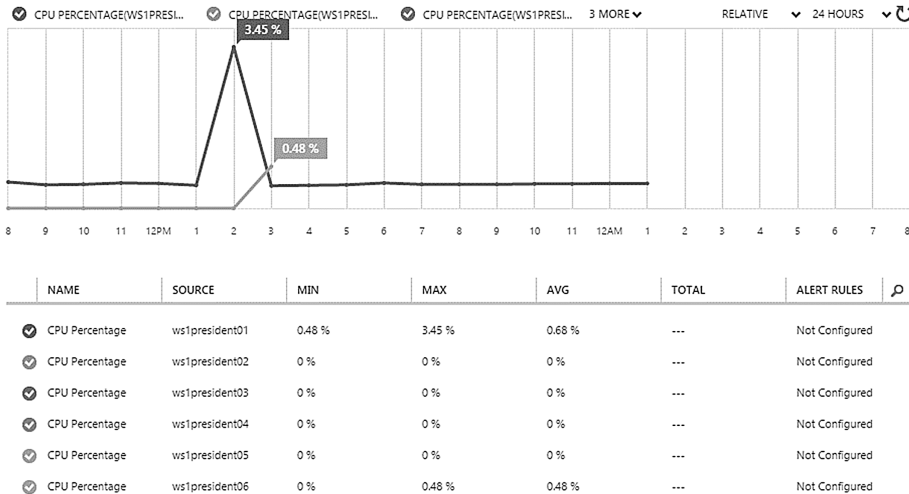 CPU PERCENTAGE(WS1PRESI... CPU PERCENTAGE(WS1PRESI... CPU PERCENTAGE(WS1PRESI... 3 MORE RELATIVE 24 HOURS
3.45 %
0.48 %
8 9 10 11 12PM 1 2 3 4 5 6 7 8 9 10 11 12AM 1 2 3 4 5 6 7 8
NAME SOURCE MIN MAX AVG TOTAL ALERT RULES
CPU Percentage ws1president01 0.48 % 3.45 % 0.68 % --- Not Configured
CPU Percentage ws1president02 0 % 0 % 0 % --- Not Configured
CPU Percentage ws1president03 0 % 0 % 0 % --- Not Configured
CPU Percentage ws1president04 0 % 0 % 0 % --- Not Configured
CPU Percentage ws1president05 0 % 0 % 0 % --- Not Configured
CPU Percentage ws1president06 0 % 0.48 % 0.48 % --- Not Configured